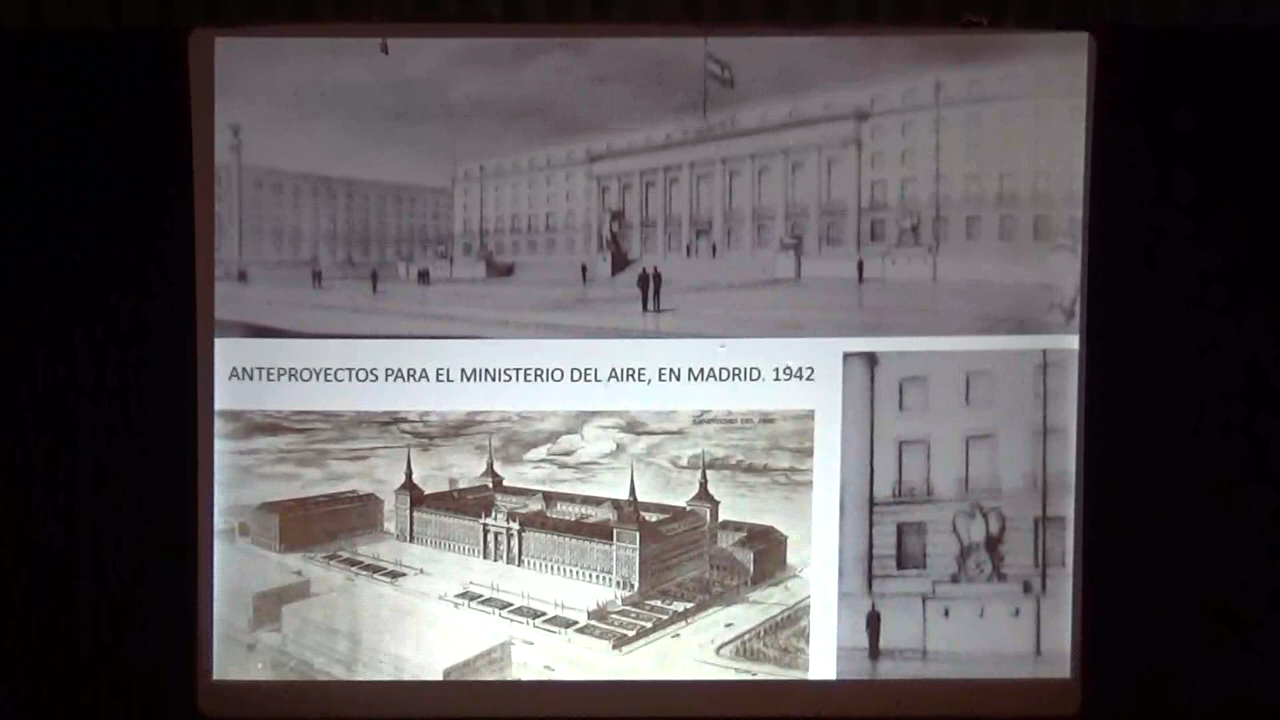 ANTEPROYECTOS PARA EL MINISTERIO DEL AIRE, EN MADRID. 1942